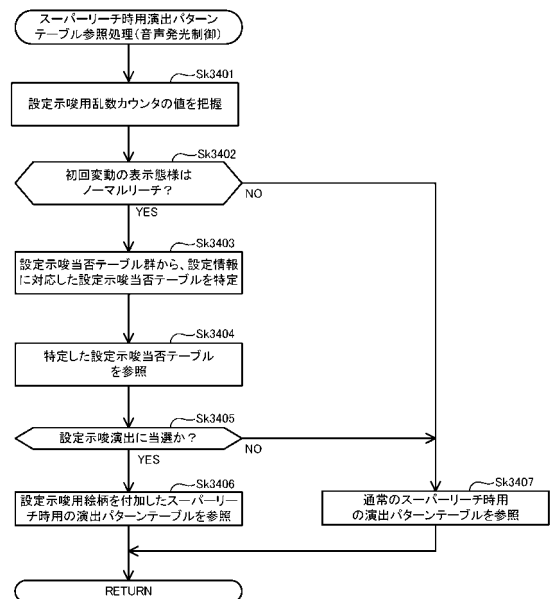 スーパーリーチ時用演出パターン
テーブル参照処理(音声発光制御)
Sk3401
設定示唆用乱数カウンタの値を把握
Sk3402
初回変動の表示態様は
ノーマルリーチ?
NO
YES
Sk3403
設定示唆当否テーブル群から、設定情報
に対応した設定示唆当否テーブルを特定
Sk3404
特定した設定示唆当否テーブル
を参照
Sk3405
設定示唆演出に当選か?
NO
YES
Sk3406
設定示唆用絵柄を付加したスーパーリー
チ時用の演出パターンテーブルを参照
Sk3407
通常のスーパーリーチ時用
の演出パターンテーブルを参照
RETURN